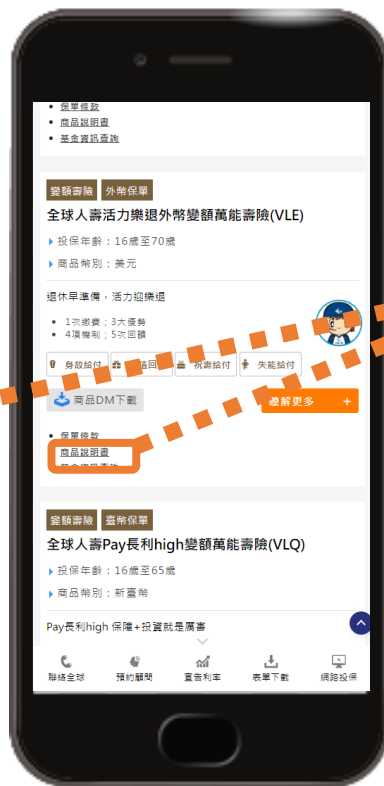 保單條款
商品說明書
基金資訊查詢
變額壽險 外幣保單
全球人壽活力樂退外幣變額萬能壽險(VLE)
投保年齡：16歲至70歲
商品幣別：美元
退休早準備，活力迎樂退
1次繳費；3大優勢
4項機制；5次回饋
身故給付 值回 祝壽給付 失能給付
商品DM下載 瞭解更多 +
保單條款
商品說明書
基金資訊查詢
變額壽險 臺幣保單
全球人壽Pay長利high變額萬能壽險(VLQ)
投保年齡：16歲至65歲
商品幣別：新臺幣
Pay長利high 保障+投資就是厲害
聯絡全球 預約顧問 宣告利率 表單下載 網路投保